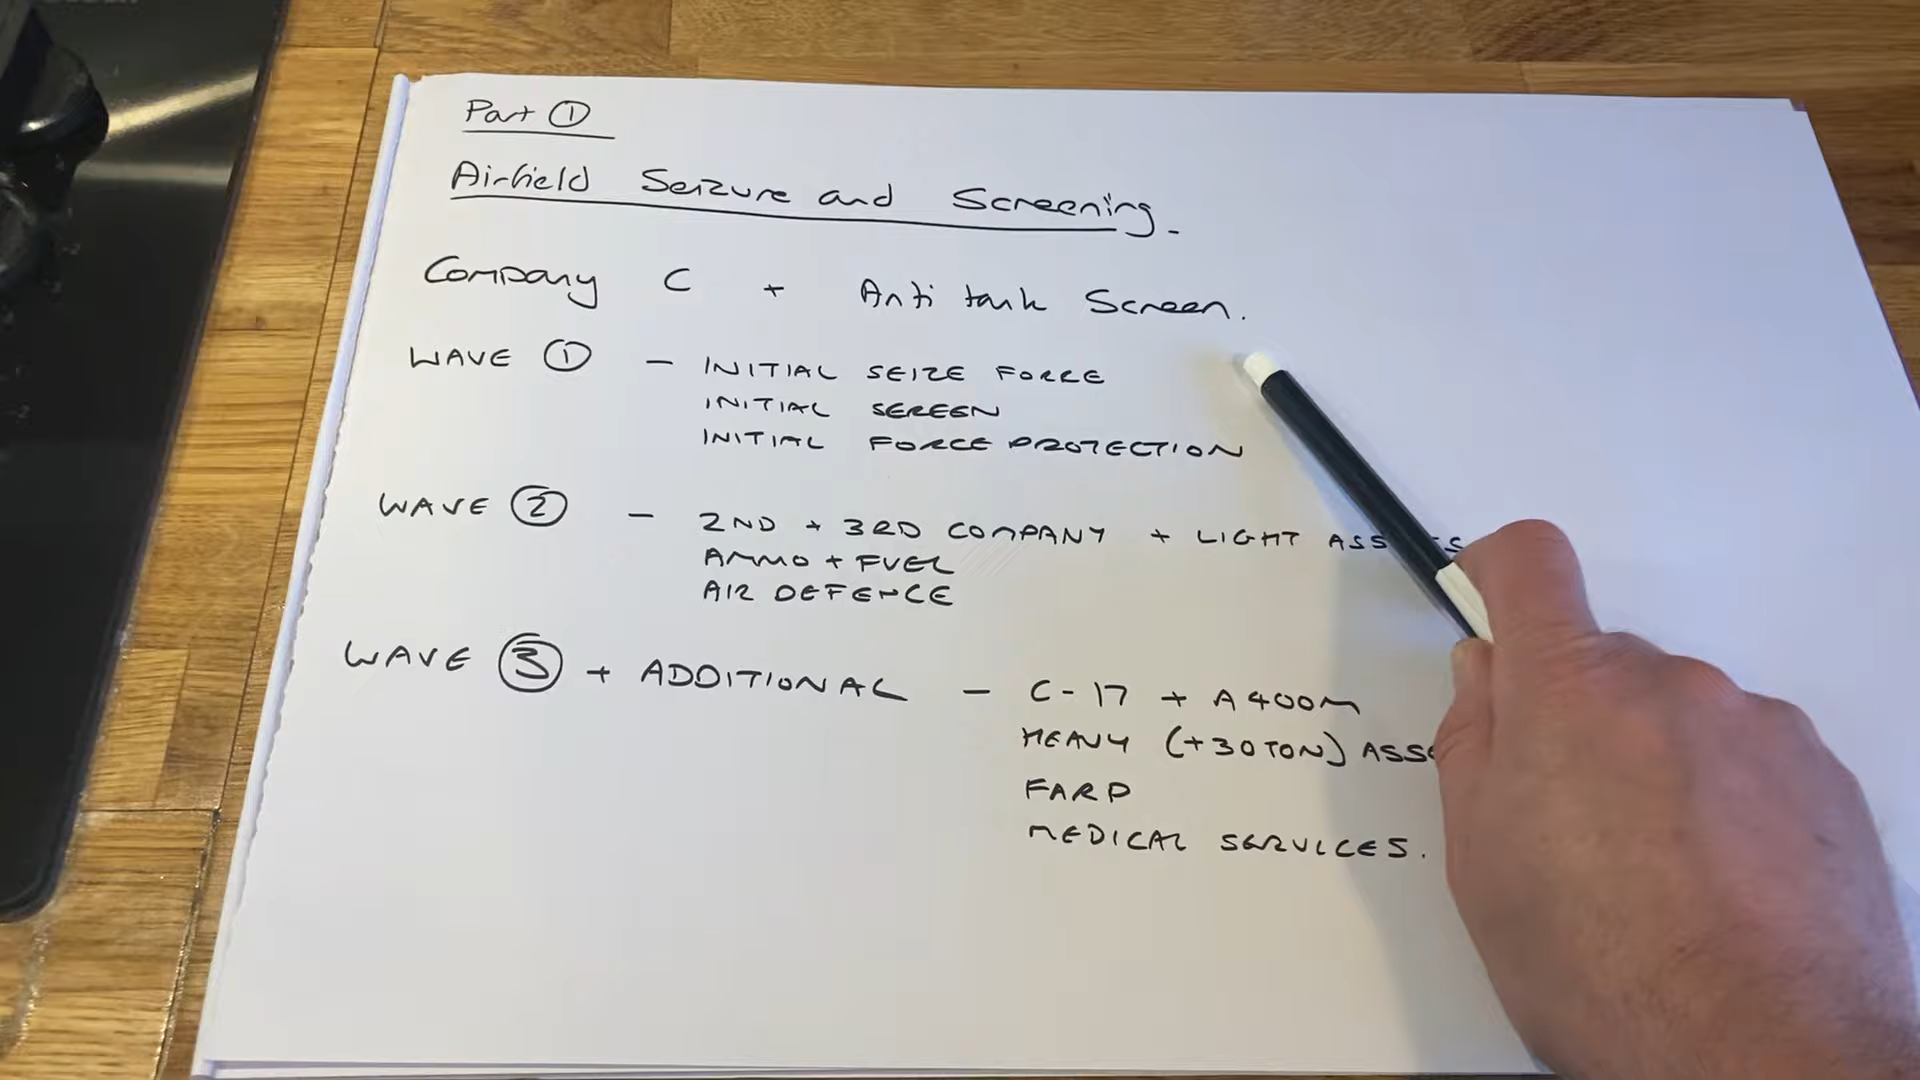 Part ①
Airfield Seizure and Screening.
Company C + Anti tank Screen.
WAVE ① - INITIAL SEIZE FORCE
INITIAL SCREEN
INITIAL FORCE PROTECTION
WAVE ② - 2ND + 3RD COMPANY + LIGHT ASS S
AMMO + FUEL
AIR DEFENCE
WAVE ③ + ADDITIONAL - C-17 + A400M
HEAVY (+30TON) ASSE
FARP
MEDICAL SERVICES.